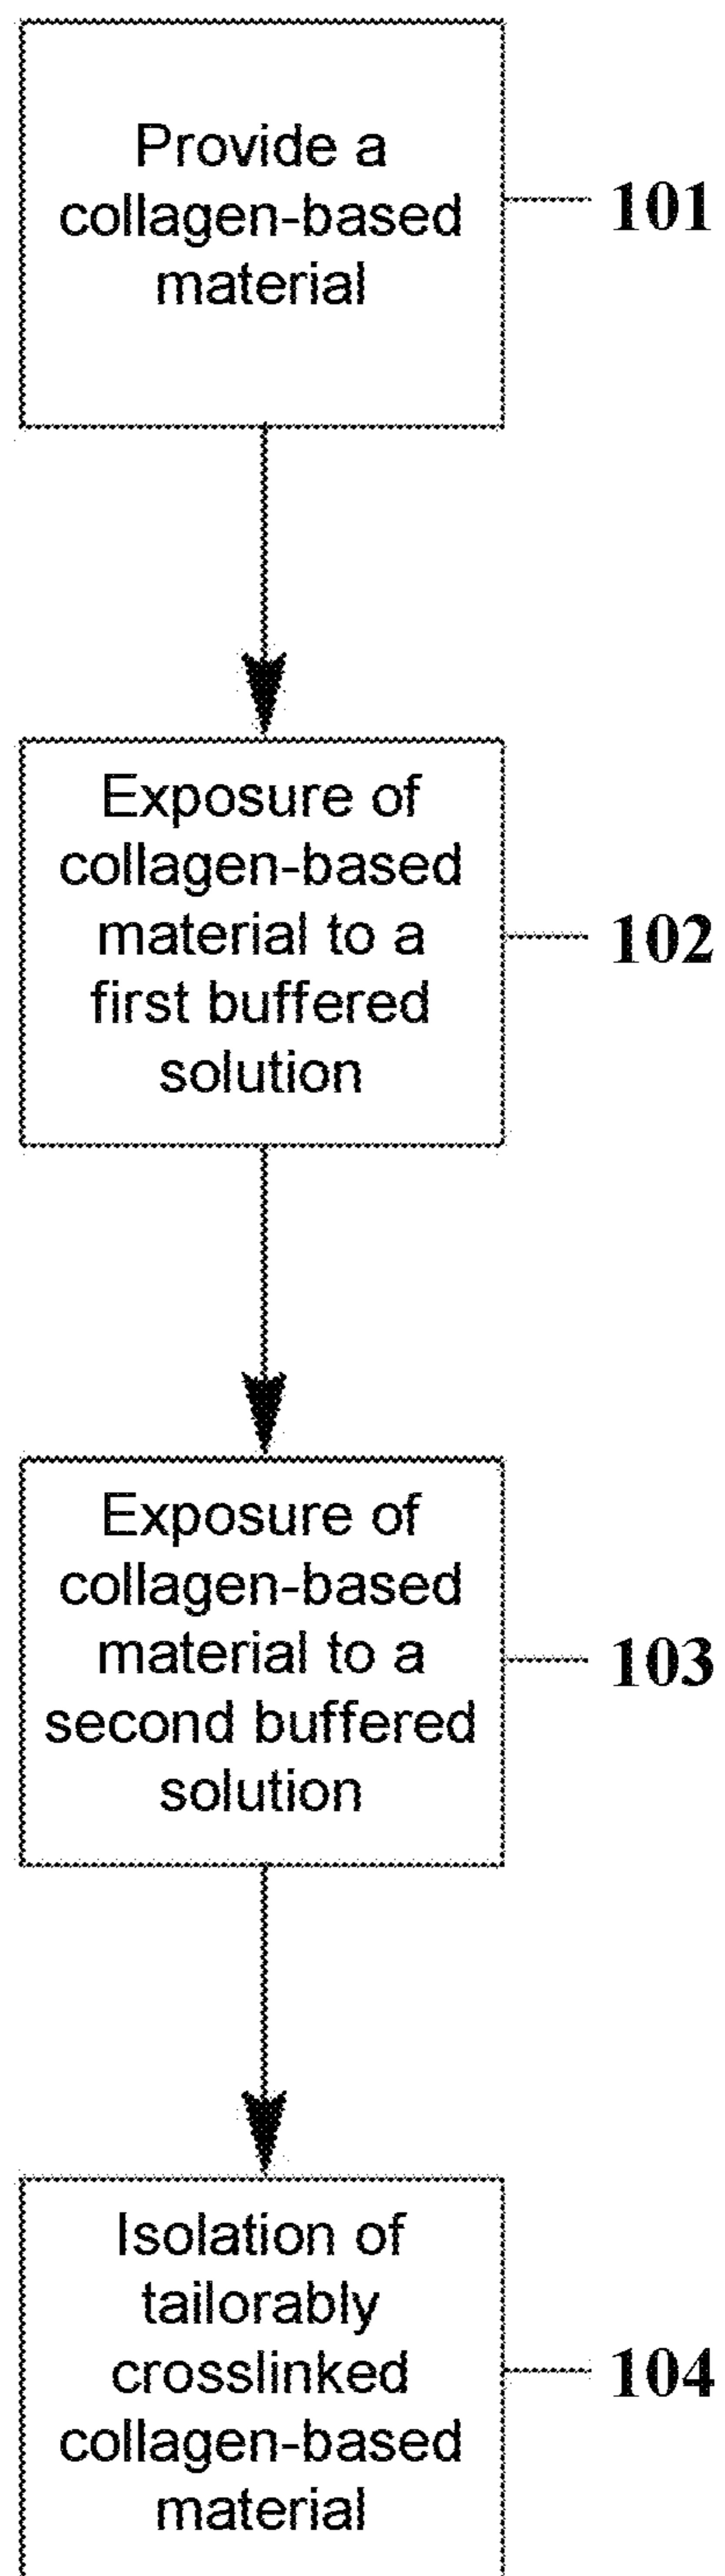 Provide a
collagen-based
material
101
Exposure of
collagen-based
material to a
first buffered
solution
102
Exposure of
collagen-based
material to a
second buffered
solution
103
Isolation of
tailorably
crosslinked
collagen-based
material
104